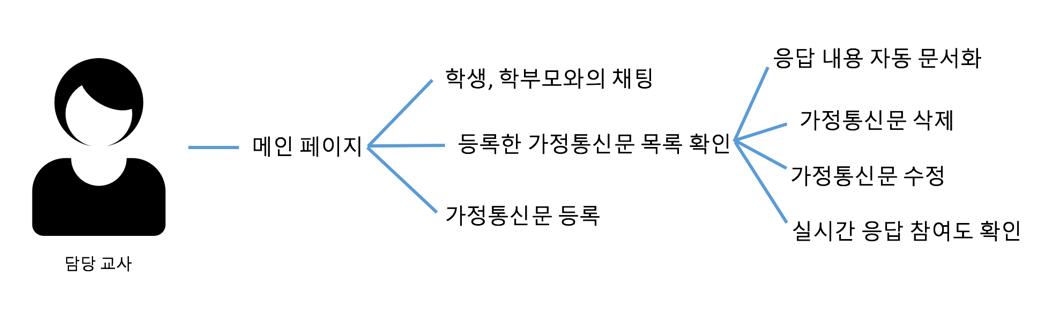 담당 교사
메인 페이지
학생, 학부모와의 채팅
등록한 가정통신문 목록 확인
가정통신문 등록
응답 내용 자동 문서화
가정통신문 삭제
가정통신문 수정
실시간 응답 참여도 확인